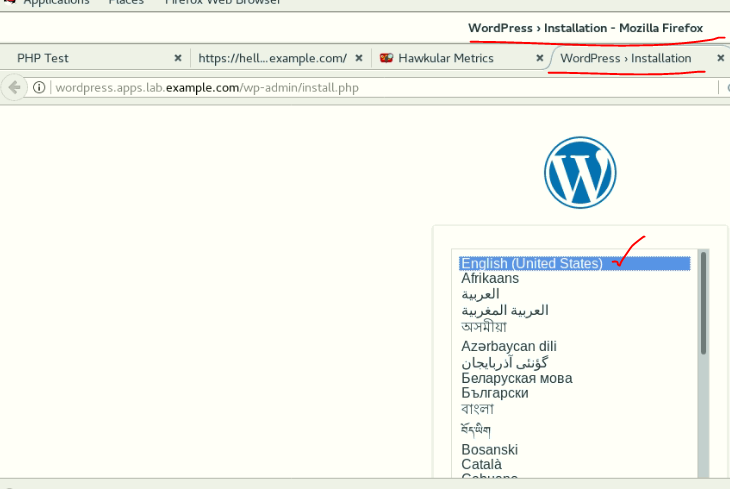 Applications Places Firefox Web Browser
WordPress › Installation - Mozilla Firefox
PHP Test × https://hell...example.com/ × Hawkular Metrics × WordPress › Installation ×
wordpress.apps.lab.example.com/wp-admin/install.php
English (United States)
Afrikaans
العربية
العربية المغربية
অসমীয়া
Azərbaycan dili
گؤنئی آذربایجان
Беларуская мова
Български
বাংলা
བོད་ཡིག
Bosanski
Català